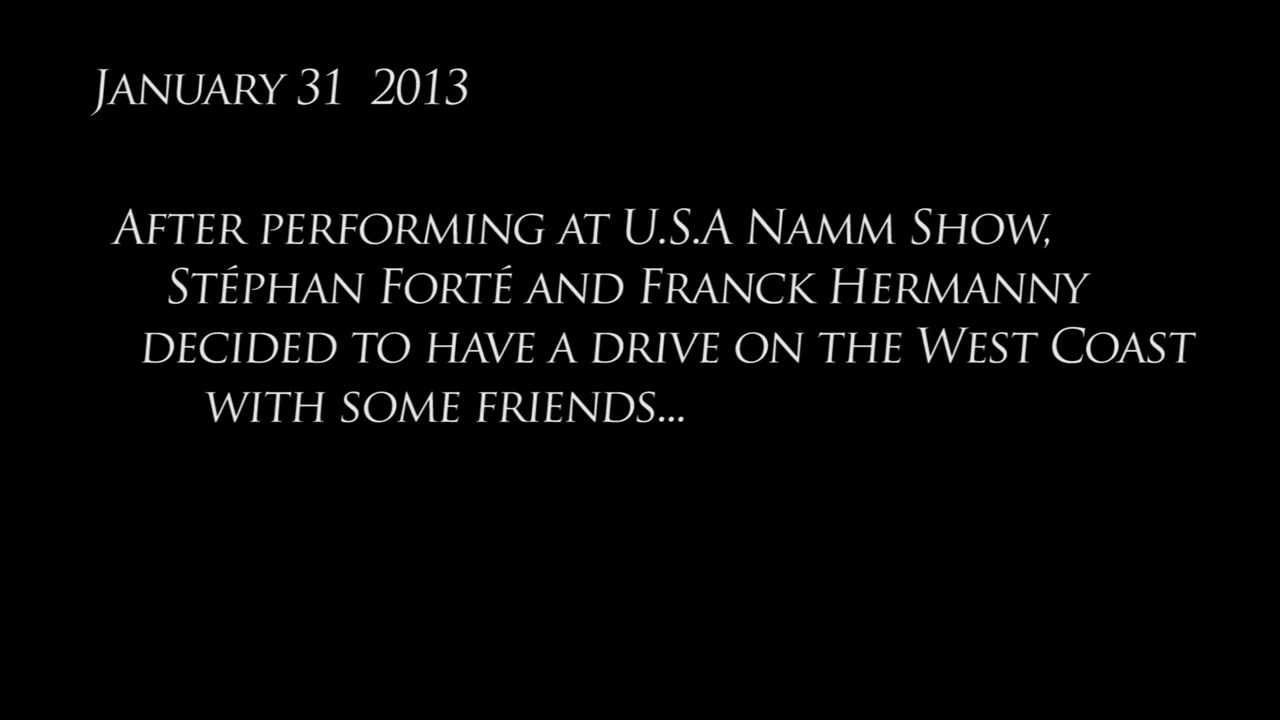 January 31 2013
After performing at U.S.A Namm Show,
Stéphan Forté and Franck Hermanny
decided to have a drive on the West Coast
with some friends...